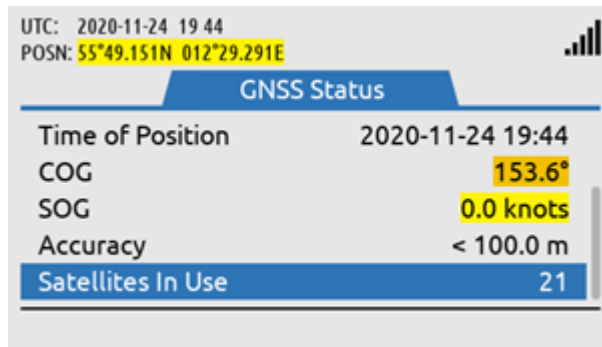 UTC: 2020-11-24 19 44
POSN: 55°49.151N 012°29.291E
GNSS Status
Time of Position 2020-11-24 19:44
COG 153.6°
SOG 0.0 knots
Accuracy < 100.0 m
Satellites In Use 21